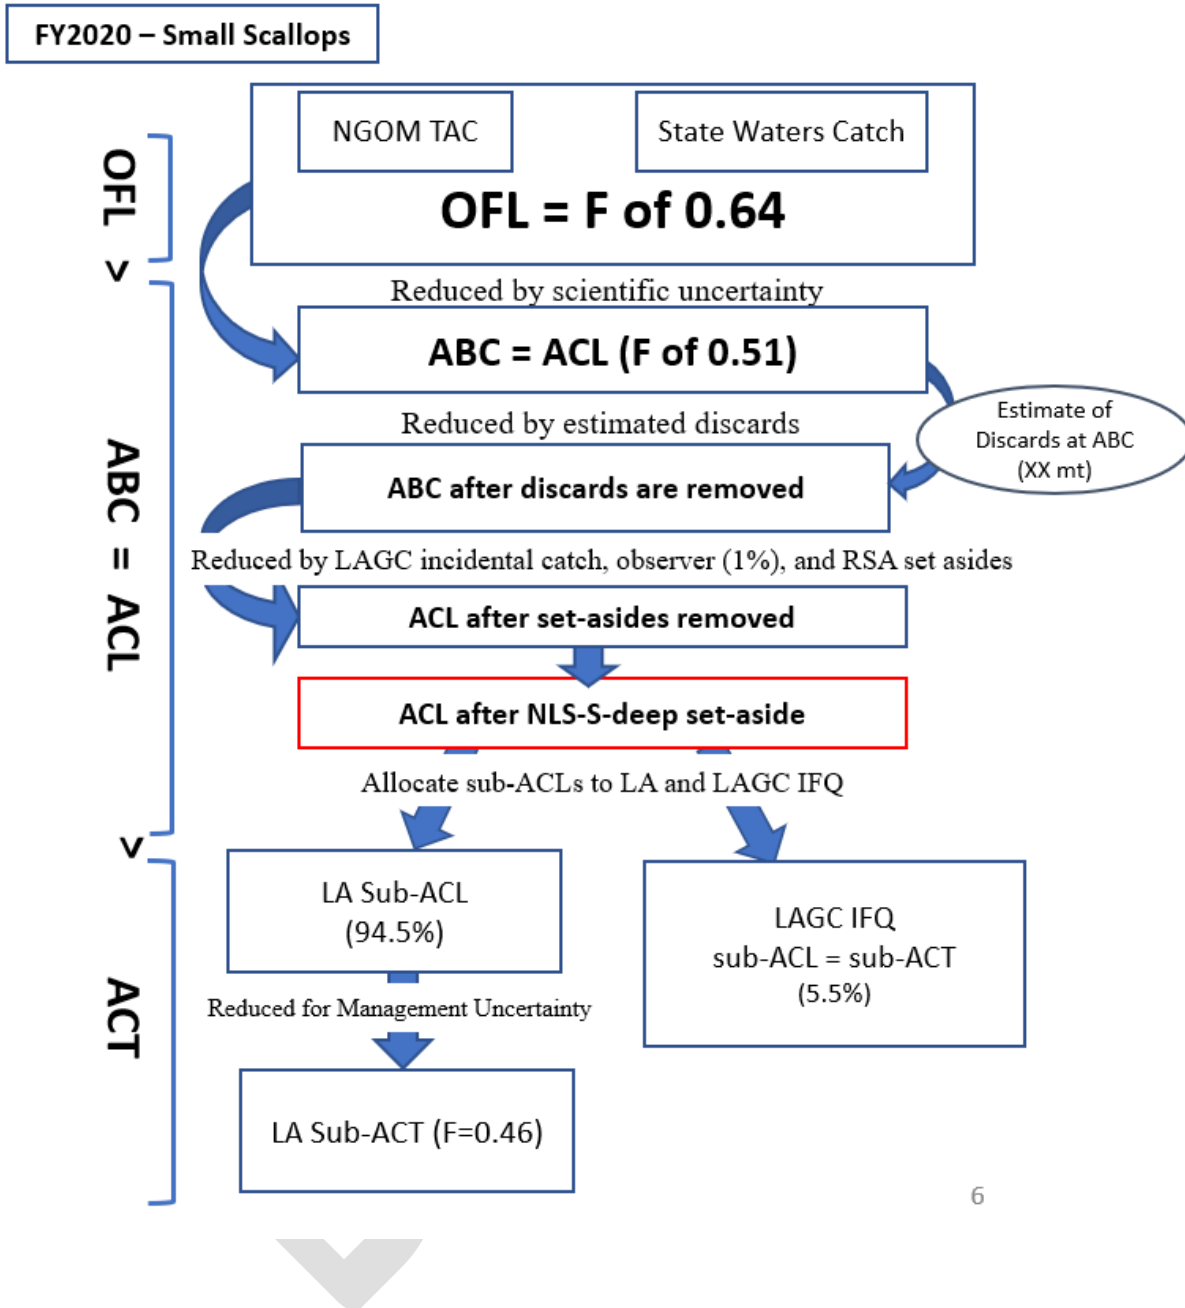 FY2020 – Small Scallops
NGOM TAC
State Waters Catch
OFL = F of 0.64
OFL
>
Reduced by scientific uncertainty
ABC = ACL (F of 0.51)
Estimate of
Discards at ABC
(XX mt)
Reduced by estimated discards
ABC after discards are removed
ABC = ACL
Reduced by LAGC incidental catch, observer (1%), and RSA set asides
ACL after set-asides removed
ACL after NLS-S-deep set-aside
Allocate sub-ACLs to LA and LAGC IFQ
>
LA Sub-ACL
(94.5%)
LAGC IFQ
sub-ACL = sub-ACT
(5.5%)
ACT
Reduced for Management Uncertainty
LA Sub-ACT (F=0.46)
6